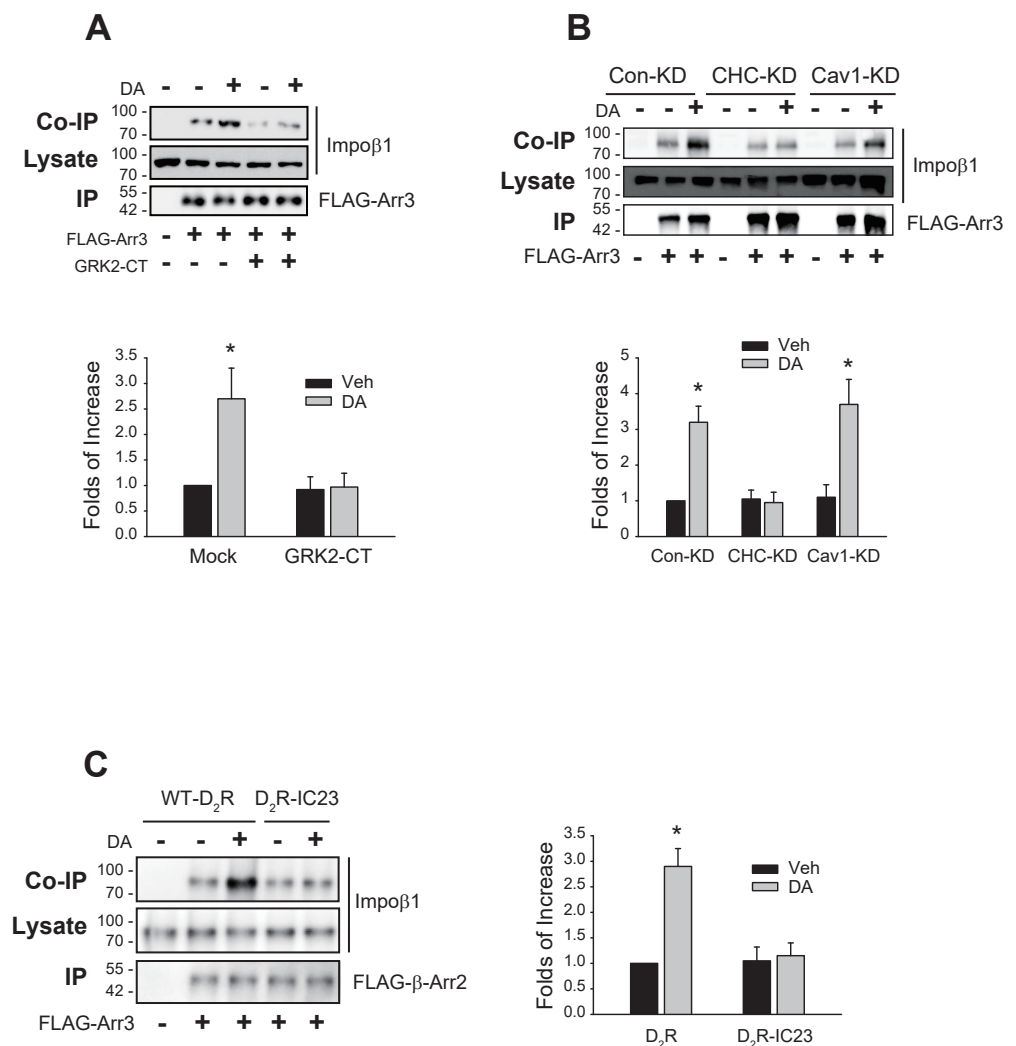 A
DA - - + - +
Co-IP 100 - 70 - Impoβ1
Lysate 100 - 70 -
IP 55 - 42 - FLAG-Arr3
FLAG-Arr3 - + + + +
GRK2-CT + +
Folds of Increase
3.5
3.0
2.5
2.0
1.5
1.0
0.5
0.0
*
Veh
DA
Mock GRK2-CT
B
Con-KD CHC-KD Cav1-KD
DA - - + - - + - - +
Co-IP 100 - 70 - Impoβ1
Lysate 100 - 70 -
IP 55 - 42 - FLAG-Arr3
FLAG-Arr3 - + + - + + - + +
Folds of Increase
5
4
3
2
1
0
Veh
DA
* *
Con-KD CHC-KD Cav1-KD
C
WT-D₂R D₂R-IC23
DA - - + - +
Co-IP 100 - 70 - Impoβ1
Lysate 100 - 70 -
IP 55 - 42 - FLAG-β-Arr2
FLAG-Arr3 - + + + +
Folds of Increase
3.5
3.0
2.5
2.0
1.5
1.0
0.5
0.0
*
Veh
DA
D₂R D₂R-IC23